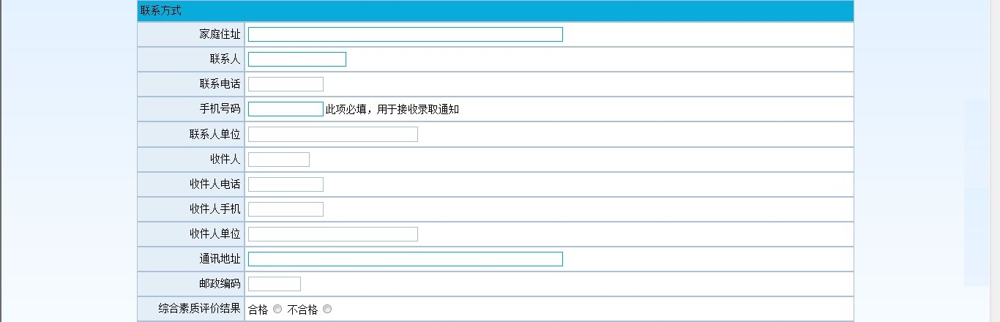 联系方式
家庭住址
联系人
联系电话
手机号码 此项必填，用于接收录取通知
联系人单位
收件人
收件人电话
收件人手机
收件人单位
通讯地址
邮政编码
综合素质评价结果 合格 不合格